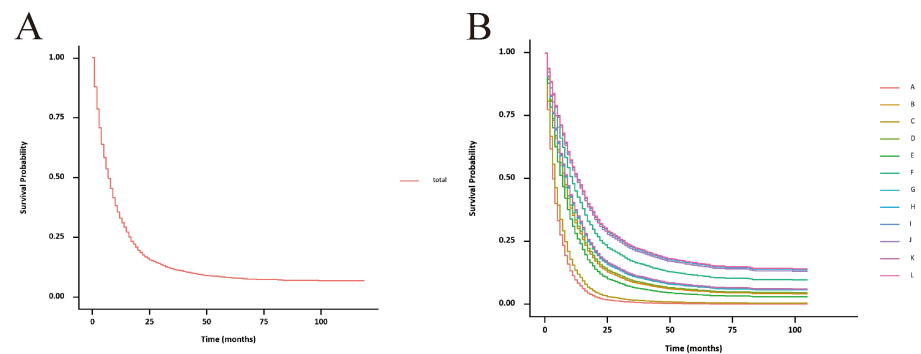 A
1.00
0.75
0.50
0.25
0.00
Survival Probability
0
25
50
75
100
Time (months)
total
B
1.00
0.75
0.50
0.25
0.00
Survival Probability
0
25
50
75
100
Time (months)
A
B
C
D
E
F
G
H
I
J
K
L